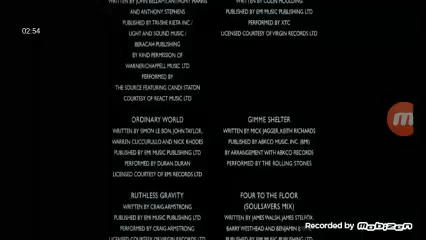 02:54
WRITTEN BY JOHN BELLAMY, ANTHONY HARRIS
AND ANTHONY STEPHENS
PUBLISHED BY TRUSHE KIETA INC /
LIGHT AND SOUND MUSIC /
BERACAH PUBLISHING
BY KIND PERMISSION OF
WARNER/CHAPPELL MUSIC LTD
PERFORMED BY
THE SOURCE FEATURING CANDI STATON
COURTESY OF REACT MUSIC LTD
WRITTEN BY COLIN MOULDING
PUBLISHED BY EMI MUSIC PUBLISHING LTD
PERFORMED BY XTC
LICENSED COURTESY OF VIRGIN RECORDS LTD
ORDINARY WORLD
WRITTEN BY SIMON LE BON, JOHN TAYLOR,
WARREN CUCCURULLO AND NICK RHODES
PUBLISHED BY EMI MUSIC PUBLISHING LTD
PERFORMED BY DURAN DURAN
LICENSED COURTESY OF EMI RECORDS LTD
GIMME SHELTER
WRITTEN BY MICK JAGGER, KEITH RICHARDS
PUBLISHED BY ABKCO MUSIC, INC. (BMI)
BY ARRANGEMENT WITH ABKCO RECORDS
PERFORMED BY THE ROLLING STONES
RUTHLESS GRAVITY
WRITTEN BY CRAIG ARMSTRONG
PUBLISHED BY EMI MUSIC PUBLISHING LTD
PERFORMED BY CRAIG ARMSTRONG
LICENSED COURTESY OF VIRGIN RECORDS LTD
FOUR TO THE FLOOR
(SOULSAVERS MIX)
WRITTEN BY JAMES WALSH, JAMES STELFOX,
BARRY WESTHEAD AND BENJAMIN
PUBLISHED BY EMI MUSIC PUBLISHING LTD
Recorded by Mobizen